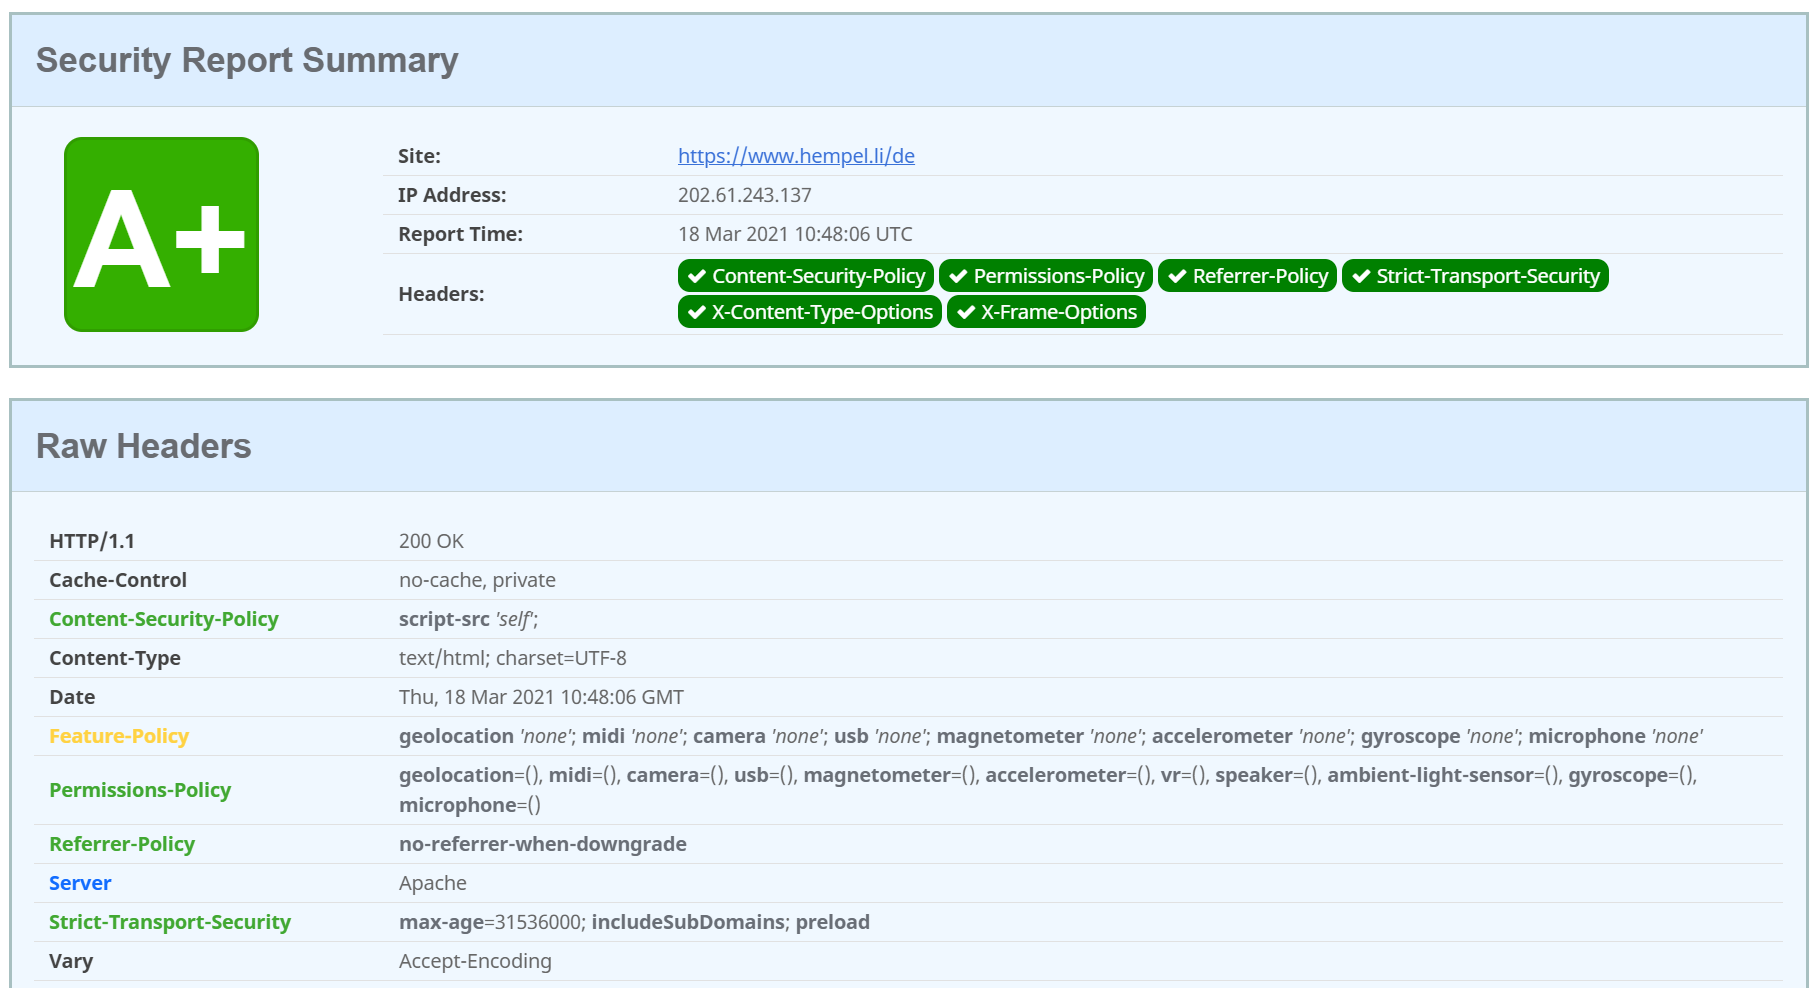 Security Report Summary
A+
Site: https://www.hempel.li/de
IP Address: 202.61.243.137
Report Time: 18 Mar 2021 10:48:06 UTC
Headers: Content-Security-Policy Permissions-Policy Referrer-Policy Strict-Transport-Security
X-Content-Type-Options X-Frame-Options
Raw Headers
HTTP/1.1 200 OK
Cache-Control no-cache, private
Content-Security-Policy script-src 'self';
Content-Type text/html; charset=UTF-8
Date Thu, 18 Mar 2021 10:48:06 GMT
Feature-Policy geolocation 'none'; midi 'none'; camera 'none'; usb 'none'; magnetometer 'none'; accelerometer 'none'; gyroscope 'none'; microphone 'none'
Permissions-Policy geolocation=(), midi=(), camera=(), usb=(), magnetometer=(), accelerometer=(), vr=(), speaker=(), ambient-light-sensor=(), gyroscope=(),
microphone=()
Referrer-Policy no-referrer-when-downgrade
Server Apache
Strict-Transport-Security max-age=31536000; includeSubDomains; preload
Vary Accept-Encoding